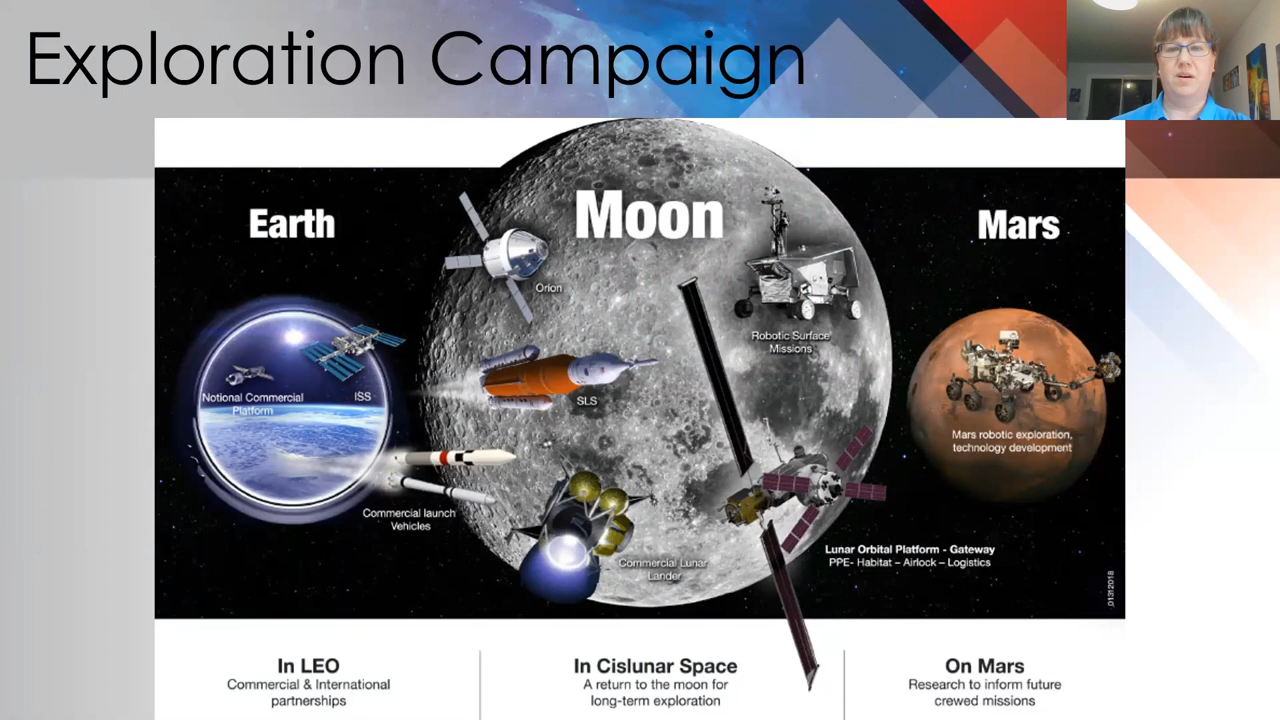 Exploration Campaign
Earth
Moon
Mars
Orion
Robotic Surface
Missions
Notional Commercial
Platform
ISS
SLS
Mars robotic exploration,
technology development
Commercial launch
Vehicles
Commercial Lunar
Lander
Lunar Orbital Platform - Gateway
PPE- Habitat – Airlock – Logistics
01312018
In LEO
Commercial & International
partnerships
In Cislunar Space
A return to the moon for
long-term exploration
On Mars
Research to inform future
crewed missions